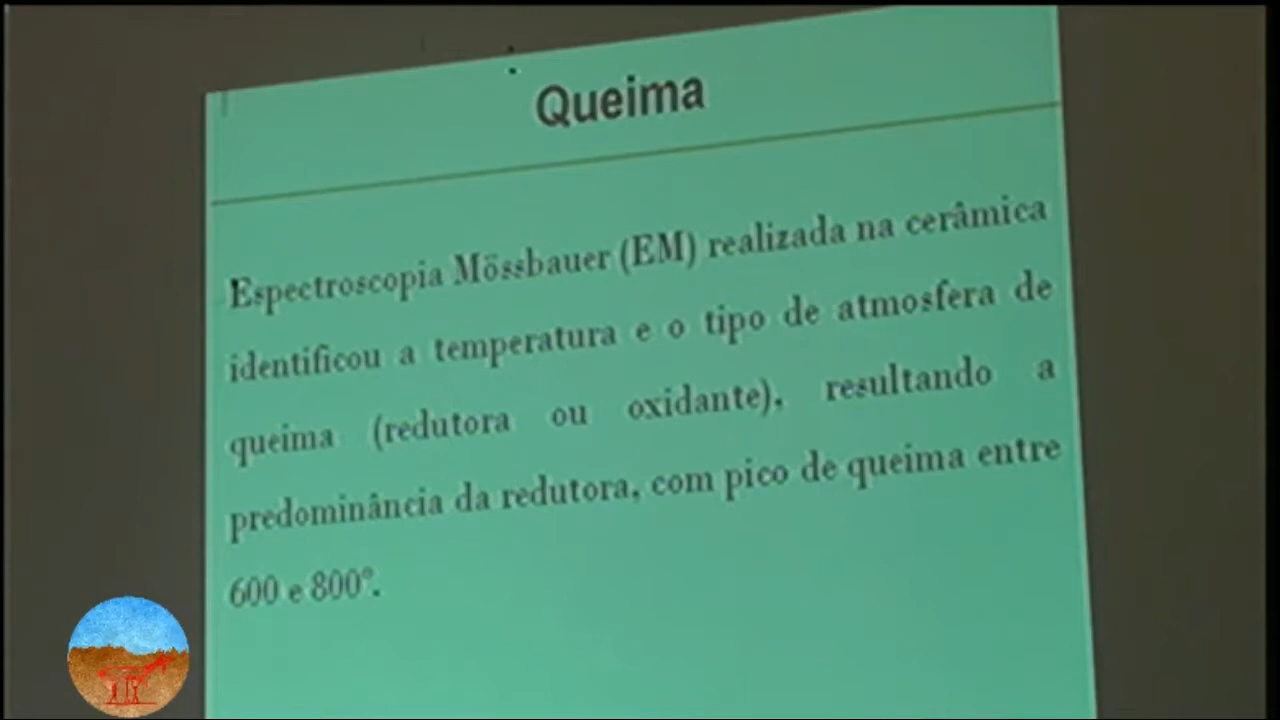 Queima
Espectroscopia Mössbauer (EM) realizada na cerâmica
identificou a temperatura e o tipo de atmosfera de
queima (redutora ou oxidante), resultando a
predominância da redutora, com pico de queima entre
600 e 800º.